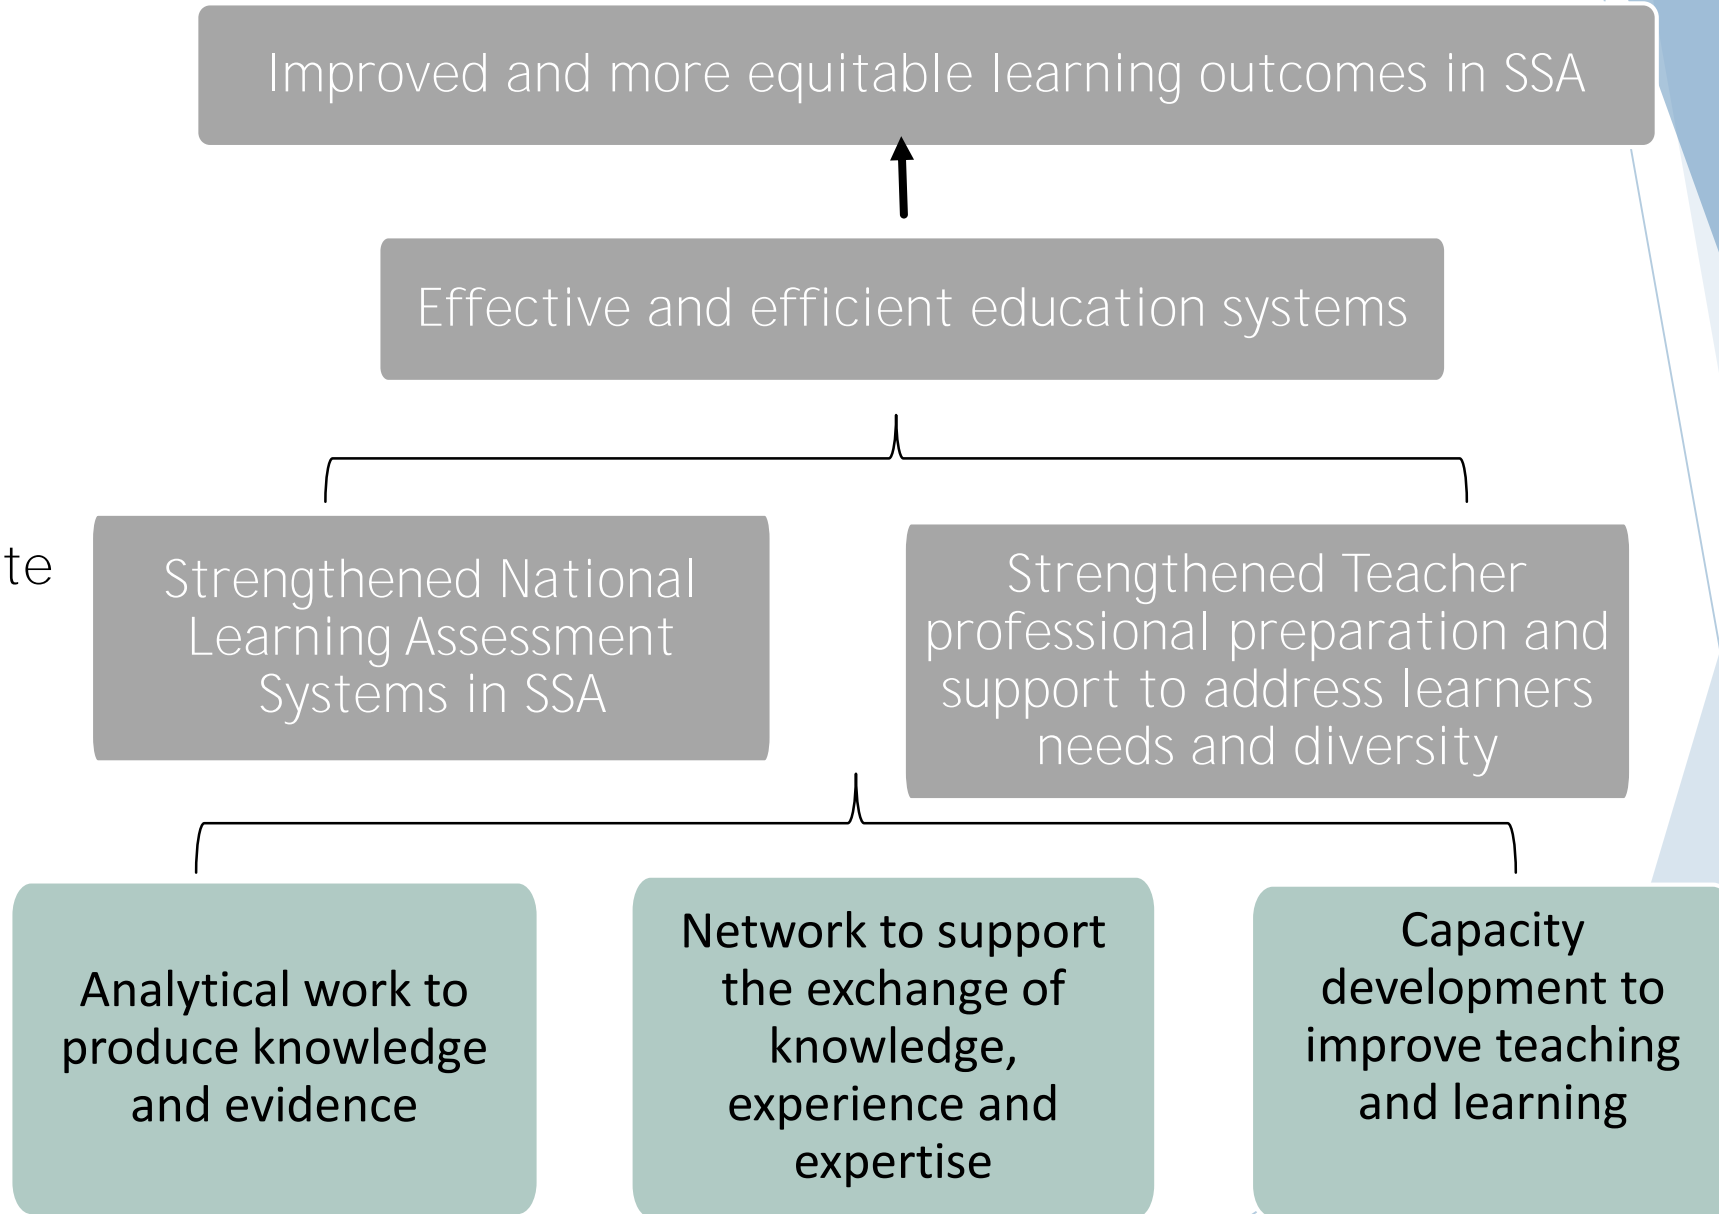 Improved and more equitable learning outcomes in SSA
Effective and efficient education systems
te
Strengthened National
Learning Assessment
Systems in SSA
Strengthened Teacher
professional preparation and
support to address learners
needs and diversity
Analytical work to
produce knowledge
and evidence
Network to support
the exchange of
knowledge,
experience and
expertise
Capacity
development to
improve teaching
and learning